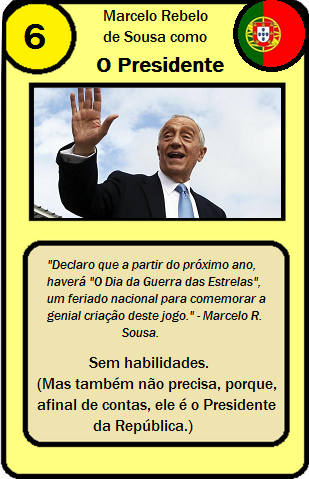 6
Marcelo Rebelo
de Sousa como
O Presidente
"Declaro que a partir do próximo ano,
haverá "O Dia da Guerra das Estrelas",
um feriado nacional para comemorar a
genial criação deste jogo." - Marcelo R.
Sousa.
Sem habilidades.
(Mas também não precisa, porque,
afinal de contas, ele é o Presidente
da República.)